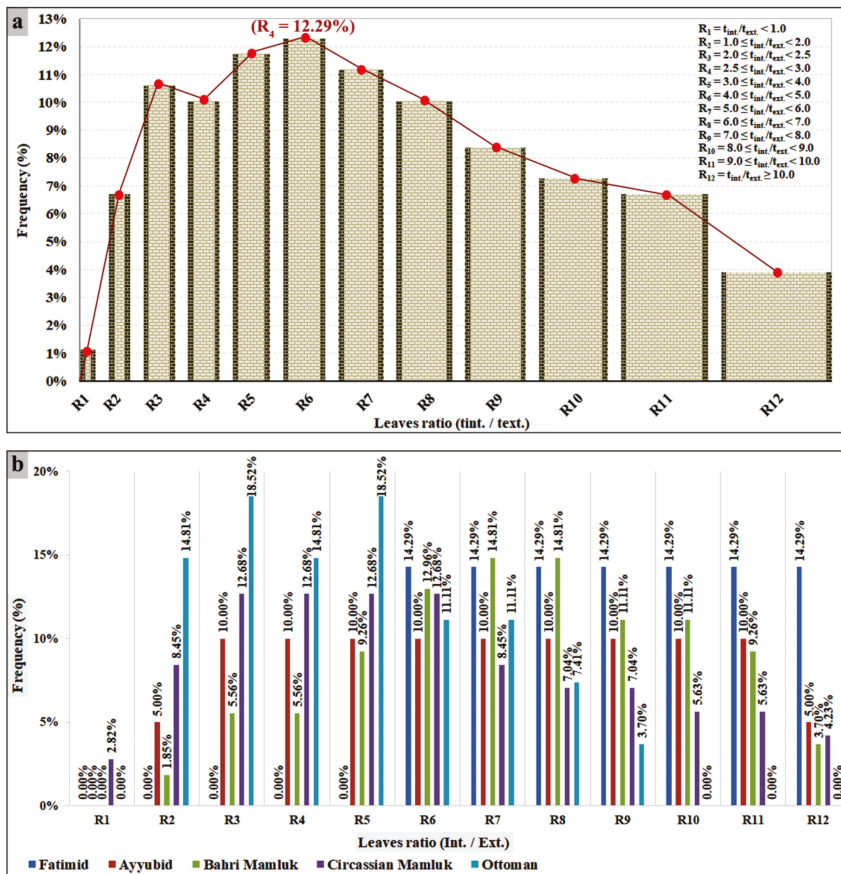 a
(R4 = 12.29%)
13%
12%
11%
10%
9%
8%
7%
6%
5%
4%
3%
2%
1%
0%
Frequency (%)
R1 = tint./text. < 1.0
R2 = 1.0 ≤ tint./text. < 2.0
R3 = 2.0 ≤ tint./text. < 2.5
R4 = 2.5 ≤ tint./text. < 3.0
R5 = 3.0 ≤ tint./text. < 4.0
R6 = 4.0 ≤ tint./text. < 5.0
R7 = 5.0 ≤ tint./text. < 6.0
R8 = 6.0 ≤ tint./text. < 7.0
R9 = 7.0 ≤ tint./text. < 8.0
R10 = 8.0 ≤ tint./text. < 9.0
R11 = 9.0 ≤ tint./text. < 10.0
R12 = tint./text. ≥ 10.0
R1 R2 R3 R4 R5 R6 R7 R8 R9 R10 R11 R12
Leaves ratio (tint. / text.)
b
20%
15%
10%
5%
0%
Frequency (%)
0.00% 0.00% 0.00% 2.82% 0.00%
0.00% 5.00% 1.85% 8.45% 14.81%
0.00% 10.00% 5.56% 12.68% 18.52%
0.00% 10.00% 5.56% 12.68% 14.81%
0.00% 10.00% 9.26% 12.68% 18.52%
14.29% 10.00% 12.96% 12.68% 11.11%
14.29% 10.00% 14.81% 8.45% 11.11%
14.29% 10.00% 14.81% 7.04% 7.41%
14.29% 10.00% 11.11% 7.04% 3.70%
14.29% 10.00% 11.11% 5.63% 0.00%
14.29% 10.00% 9.26% 5.63% 0.00%
14.29% 5.00% 3.70% 4.23% 0.00%
R1 R2 R3 R4 R5 R6 R7 R8 R9 R10 R11 R12
Leaves ratio (Int. / Ext.)
Fatimid Ayyubid Bahri Mamluk Circassian Mamluk Ottoman